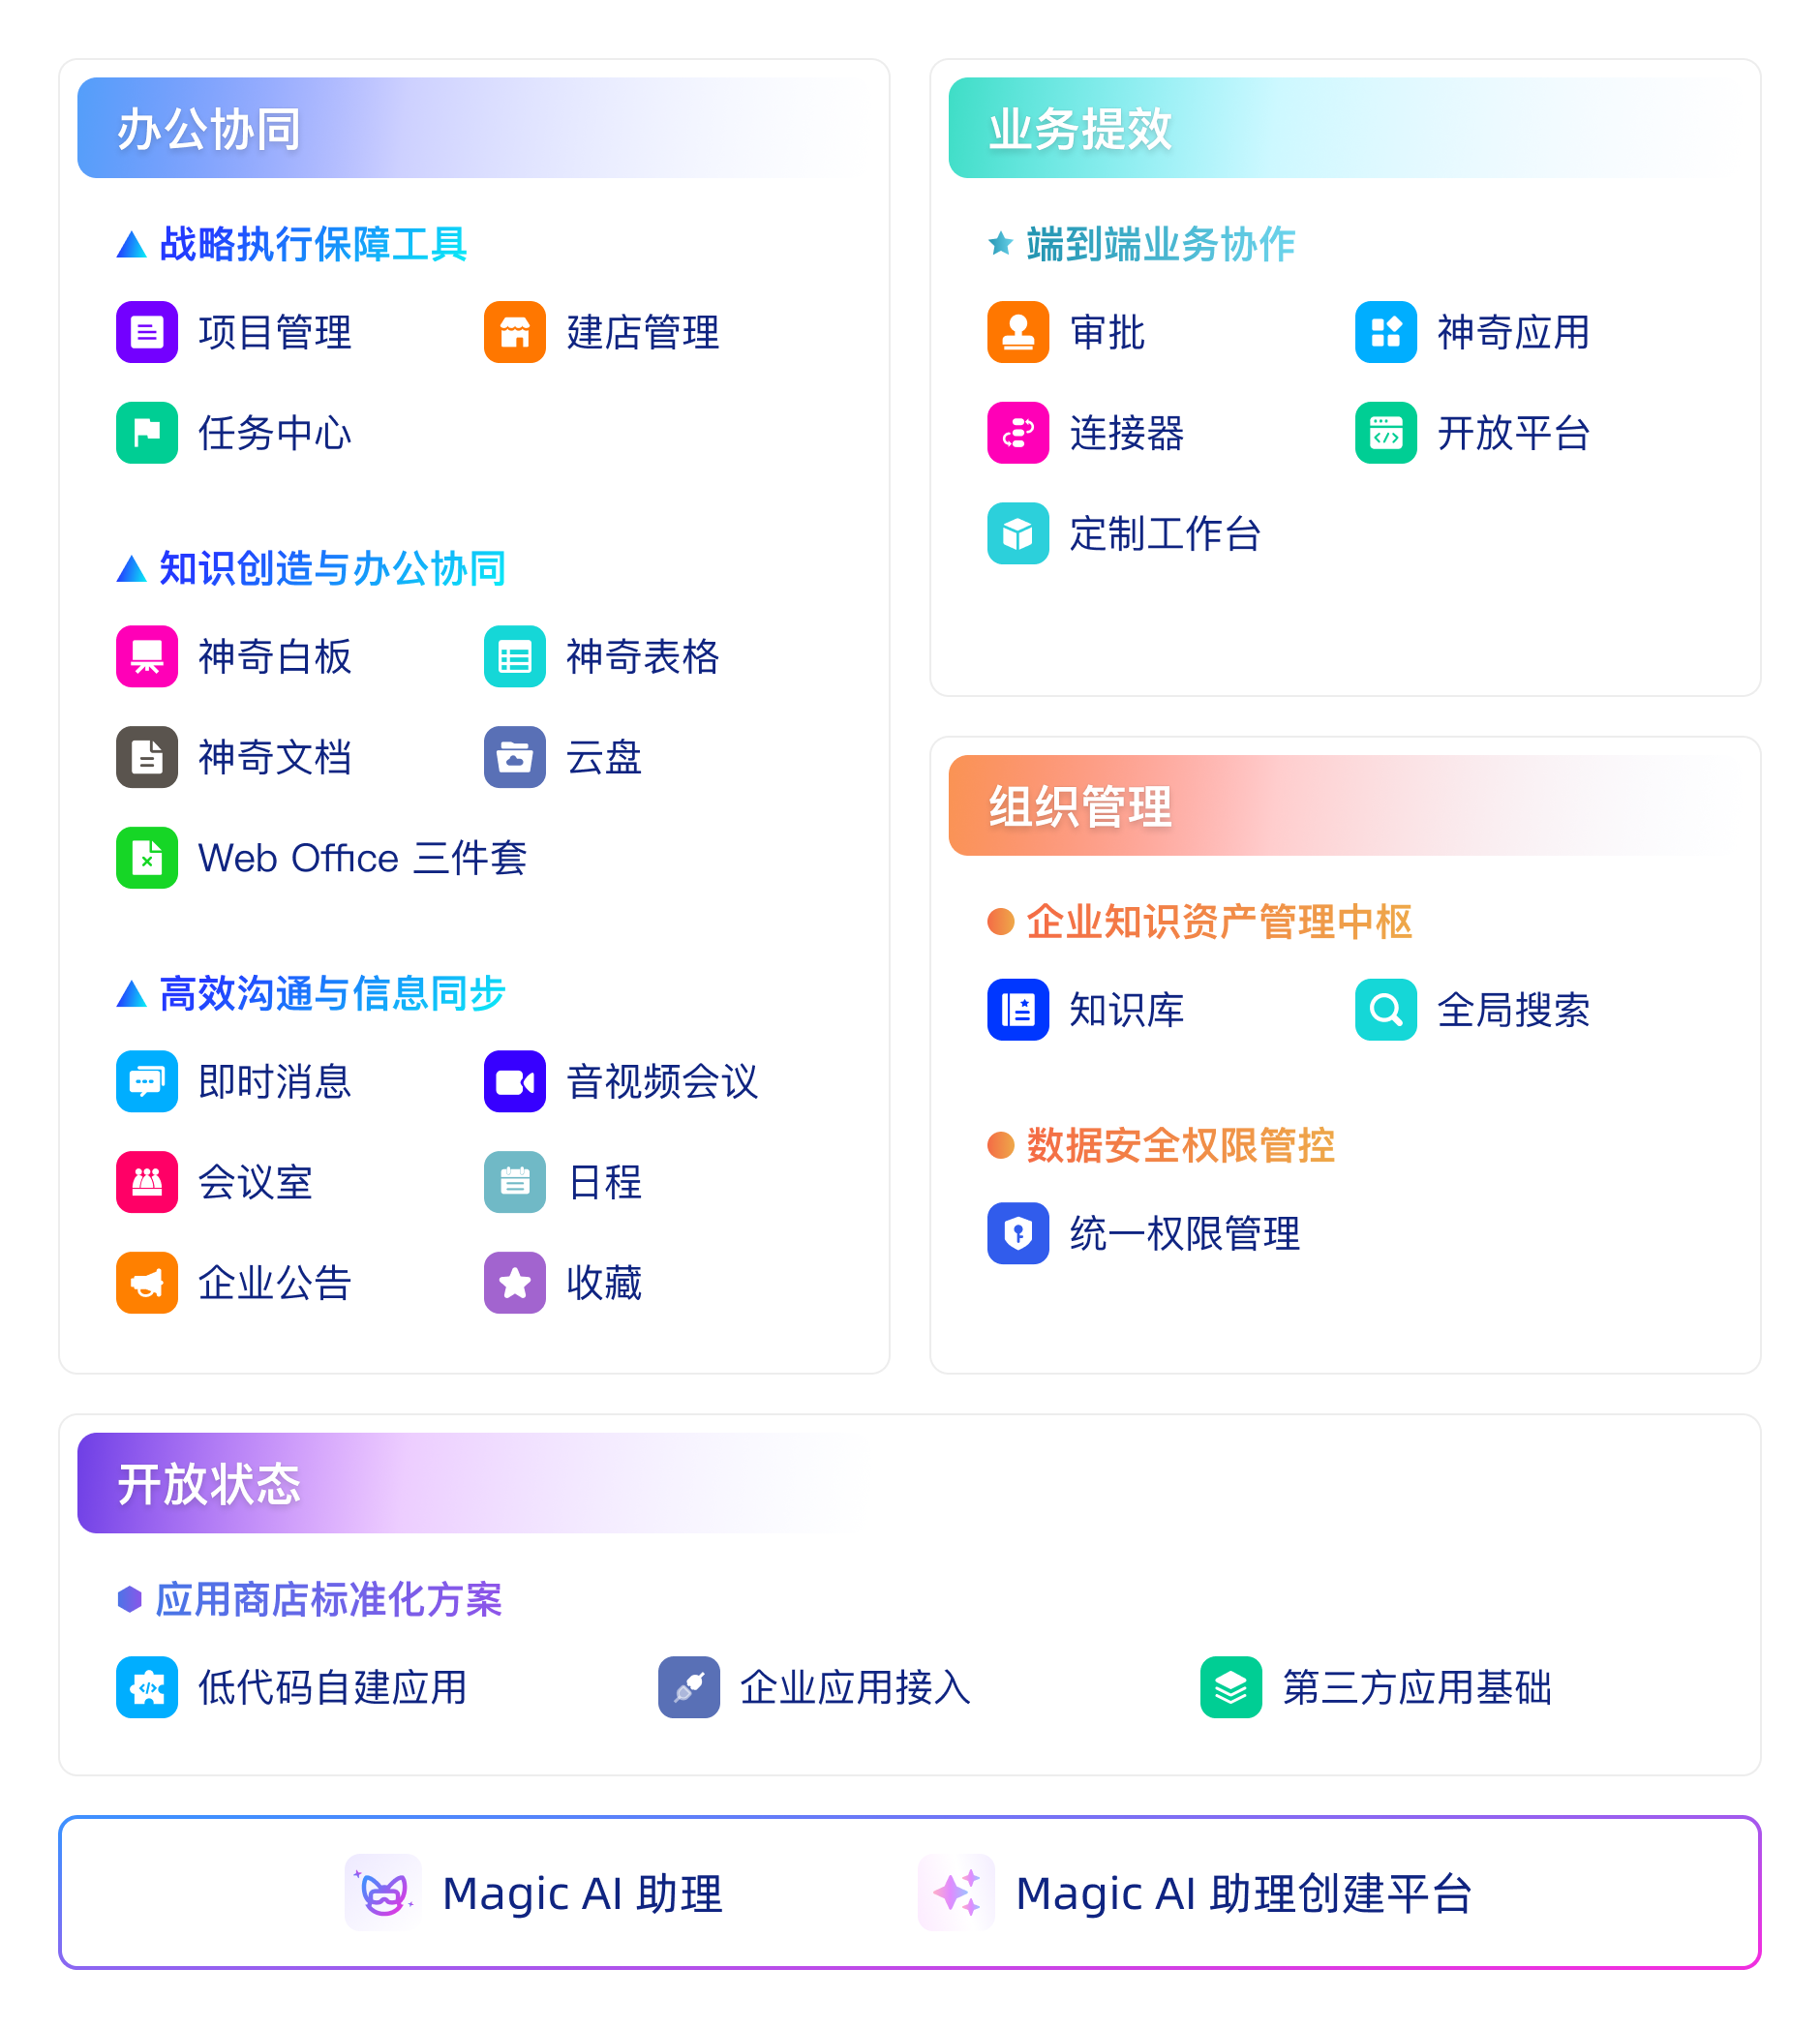 办公协同
战略执行保障工具
项目管理
建店管理
任务中心
知识创造与办公协同
神奇白板
神奇表格
神奇文档
云盘
Web Office 三件套
高效沟通与信息同步
即时消息
音视频会议
会议室
日程
企业公告
收藏
业务提效
端到端业务协作
审批
神奇应用
连接器
开放平台
定制工作台
组织管理
企业知识资产管理中枢
知识库
全局搜索
数据安全权限管控
统一权限管理
开放状态
应用商店标准化方案
低代码自建应用
企业应用接入
第三方应用基础
Magic AI 助理
Magic AI 助理创建平台